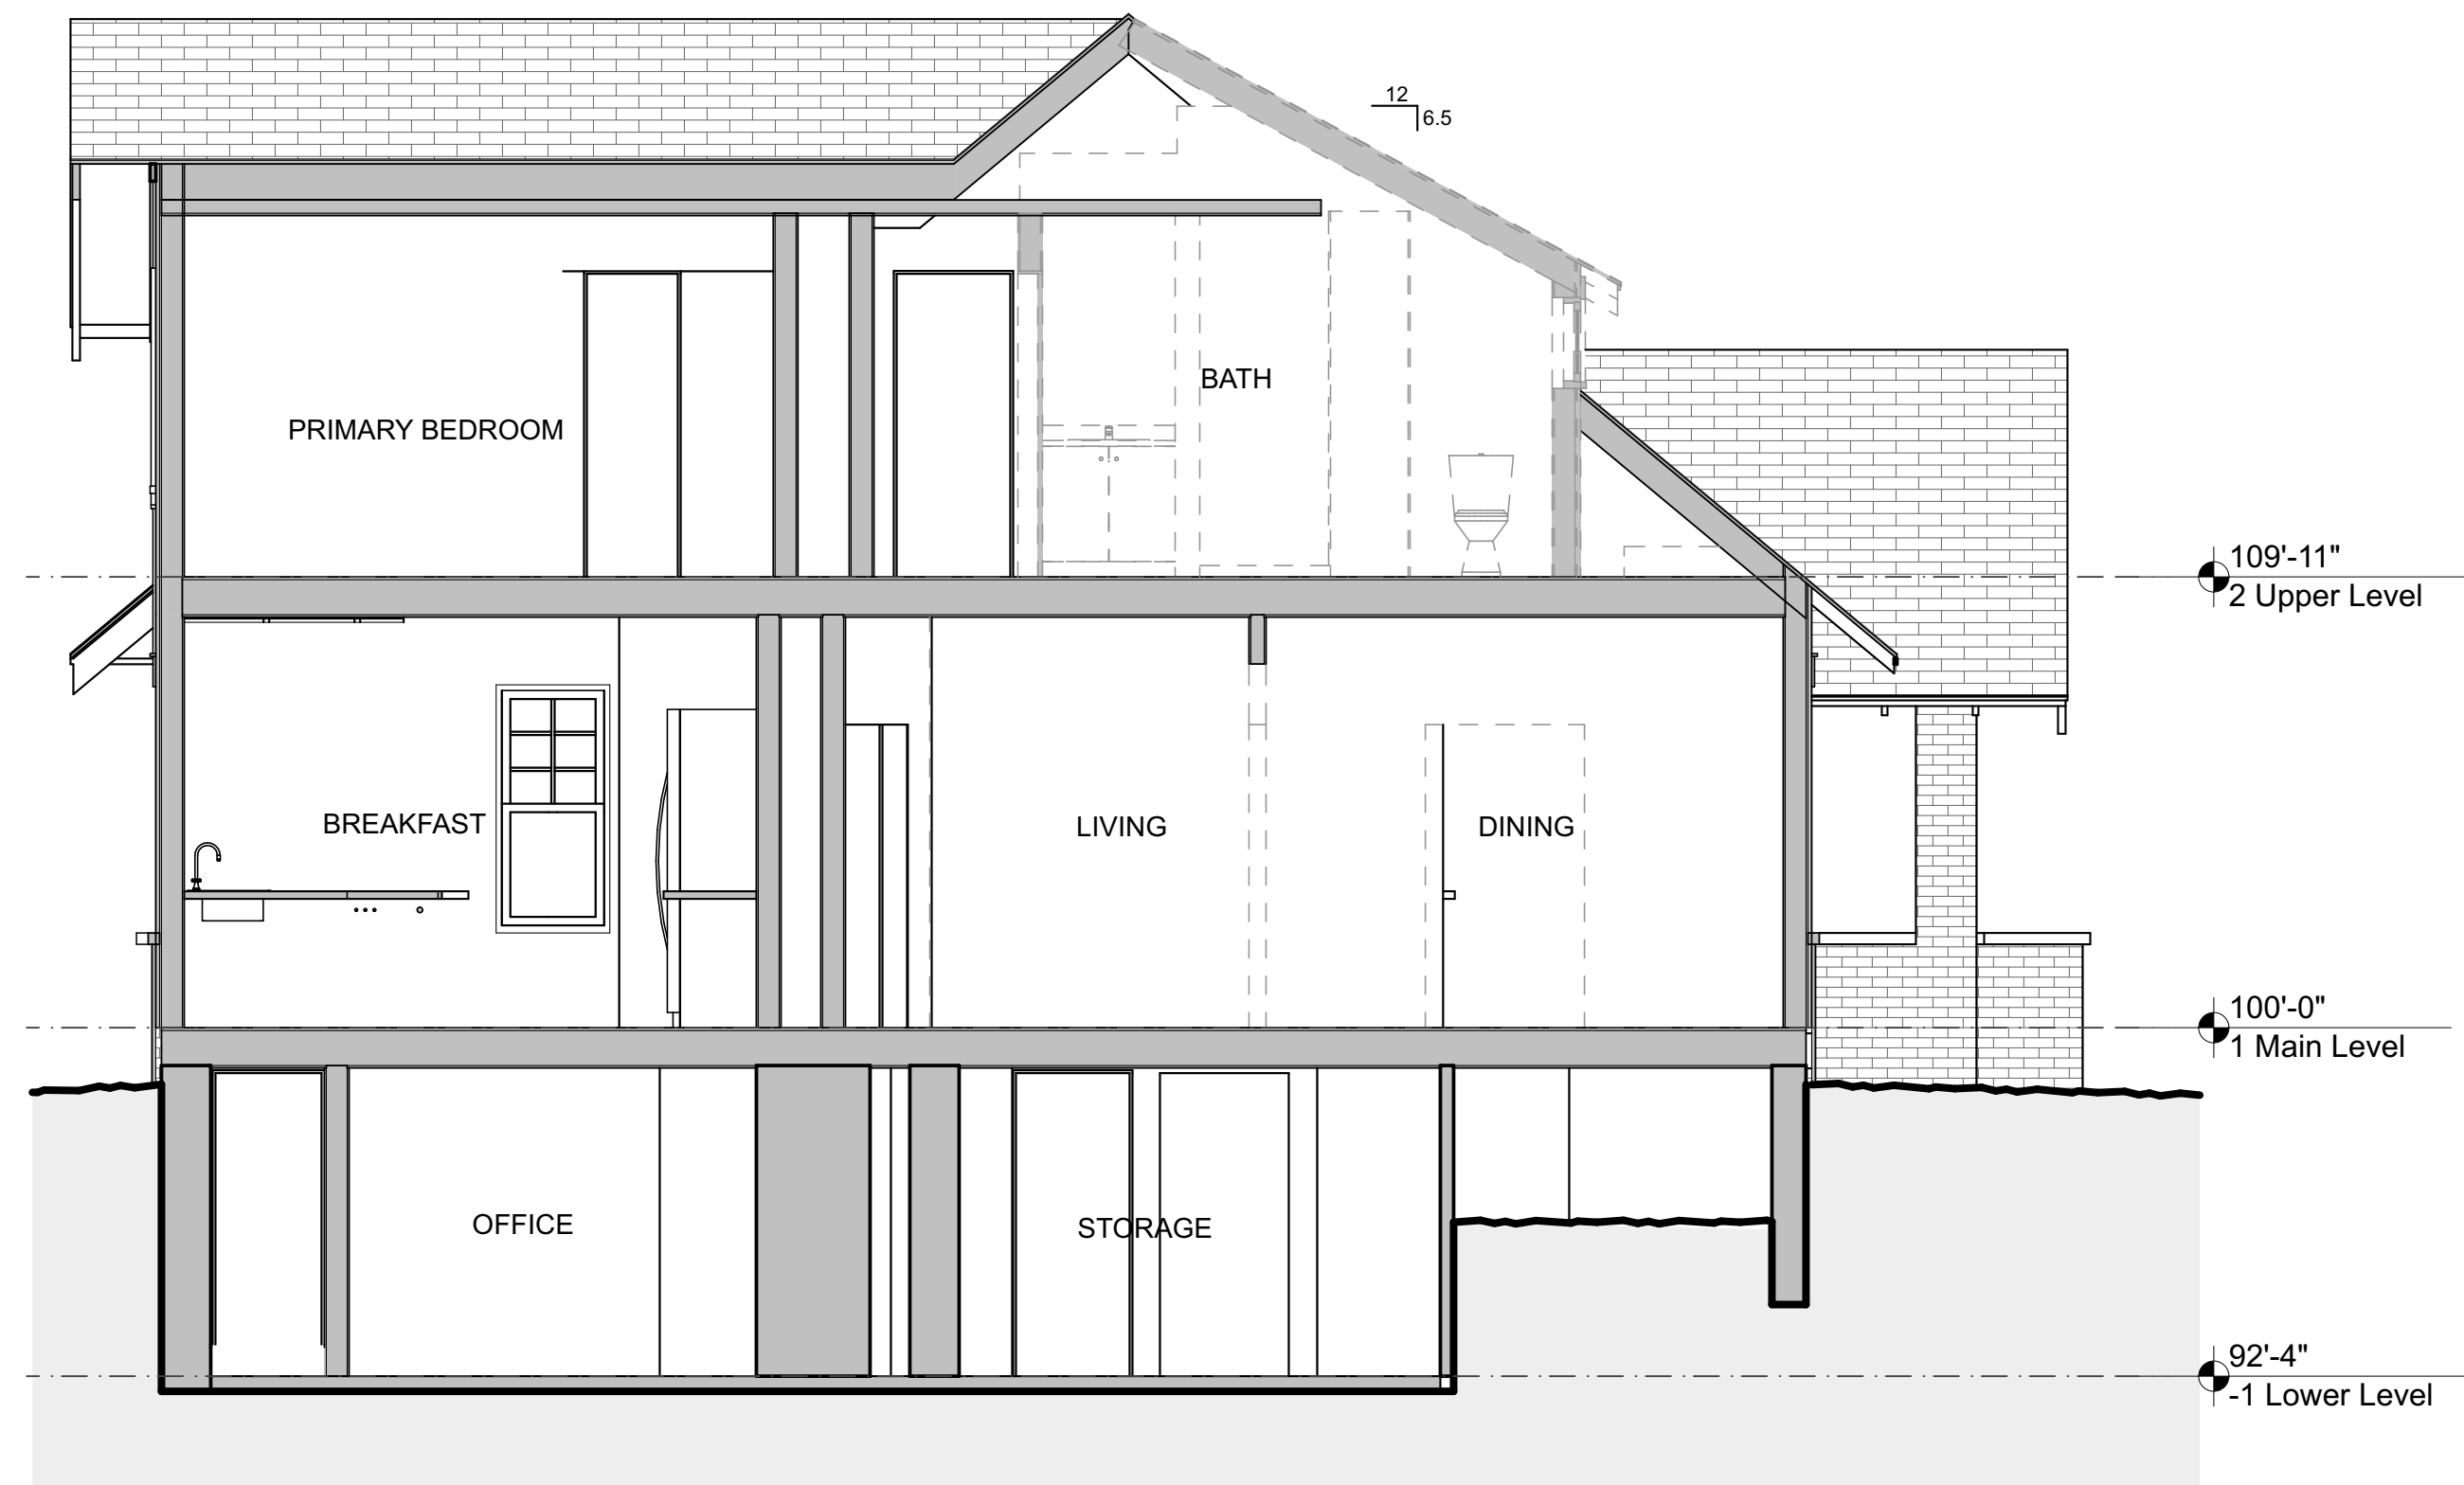 12
6.5
BATH
PRIMARY BEDROOM
109'-11"
2 Upper Level
BREAKFAST
LIVING
DINING
100'-0"
1 Main Level
OFFICE
STORAGE
92'-4"
-1 Lower Level